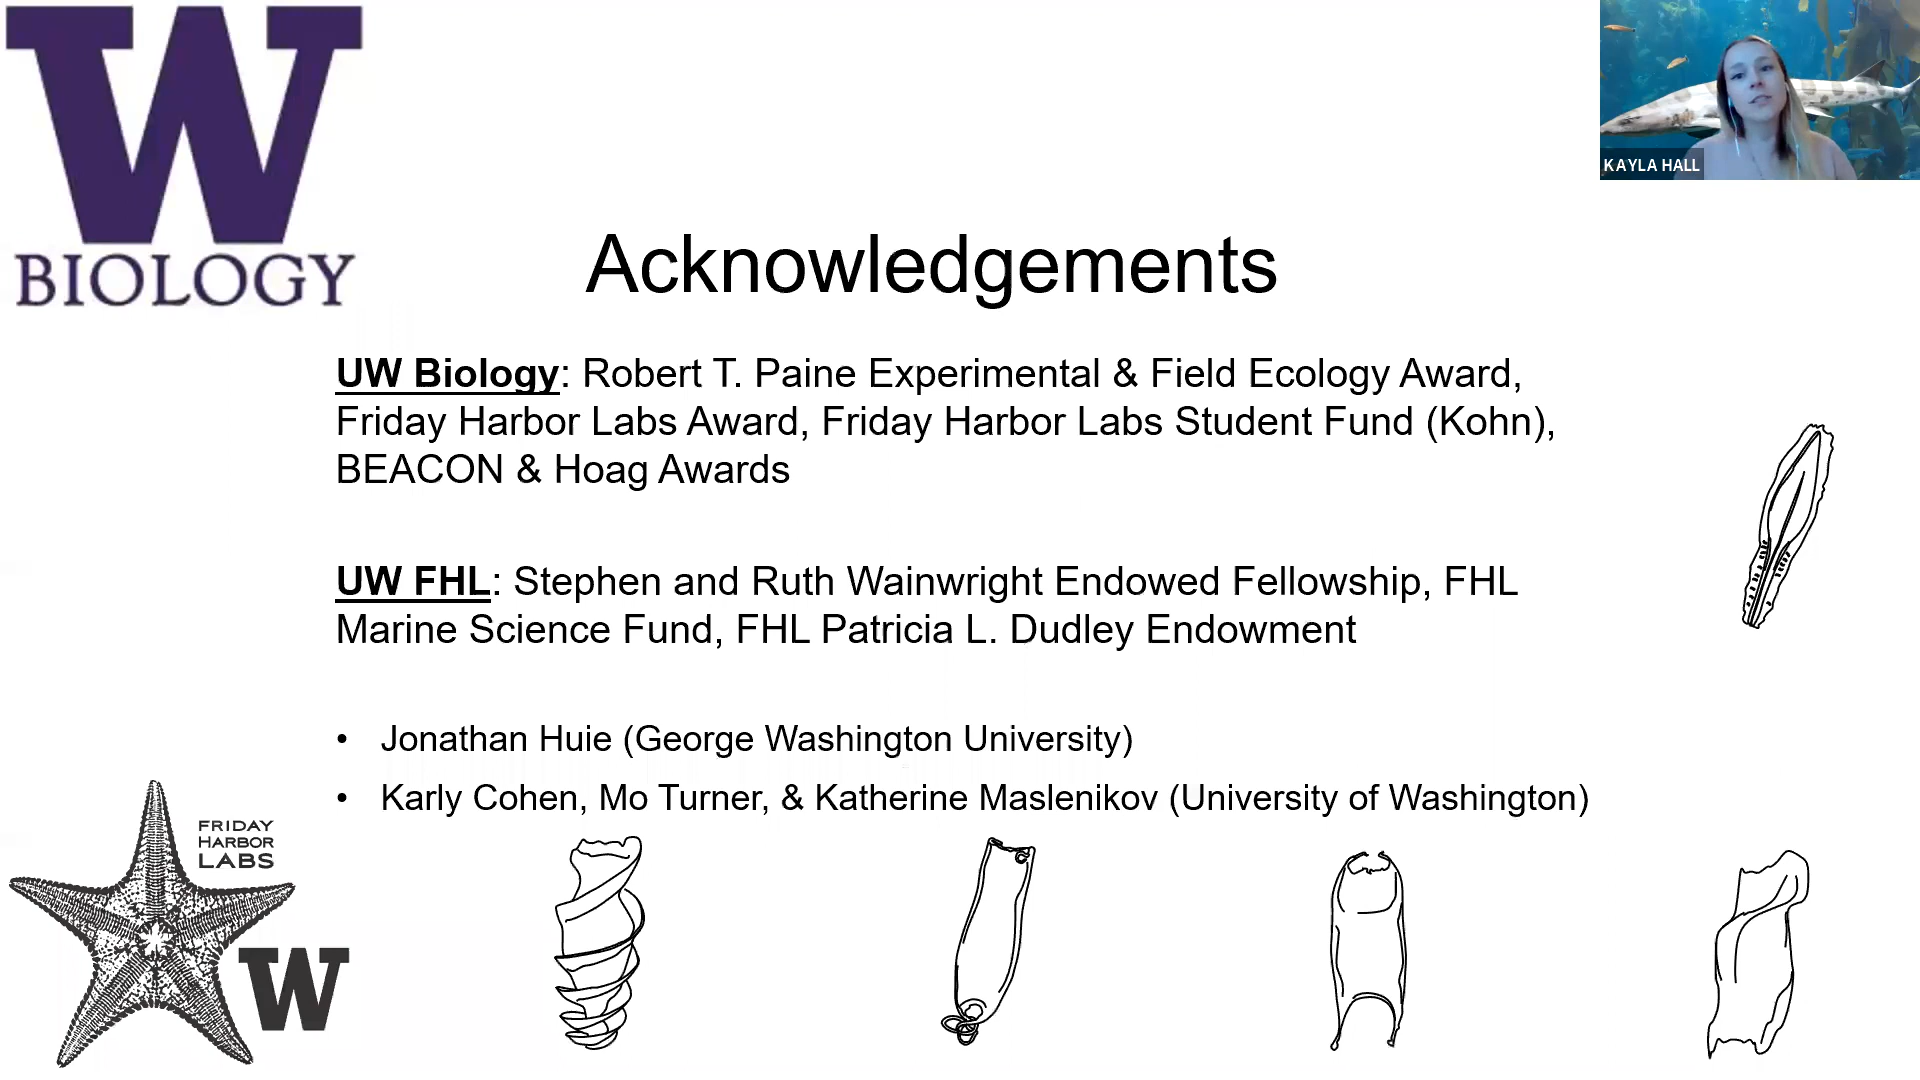 W
BIOLOGY
KAYLA HALL
Acknowledgements
UW Biology: Robert T. Paine Experimental & Field Ecology Award,
Friday Harbor Labs Award, Friday Harbor Labs Student Fund (Kohn),
BEACON & Hoag Awards
UW FHL: Stephen and Ruth Wainwright Endowed Fellowship, FHL
Marine Science Fund, FHL Patricia L. Dudley Endowment
• Jonathan Huie (George Washington University)
• Karly Cohen, Mo Turner, & Katherine Maslenikov (University of Washington)
FRIDAY
HARBOR
LABS
W